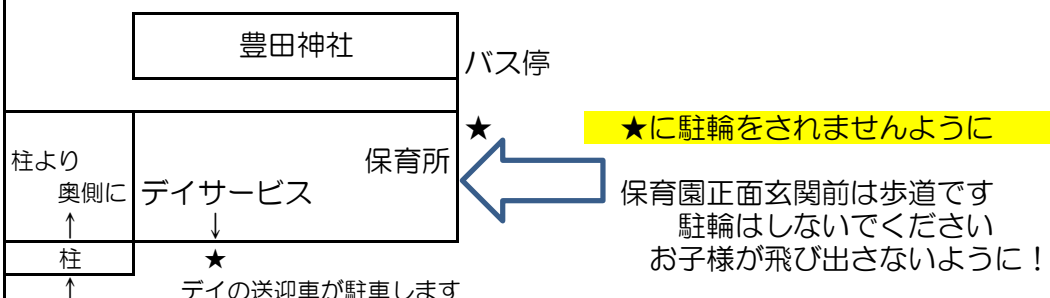 豊田神社
バス停
★ ★に駐輪をされませんように
柱より 保育所
奥側に デイサービス 保育園正面玄関前は歩道です
↑ ↓ 駐輪はしないでください
柱 ★ お子様が飛び出さないように!
↑ デイの送迎車が駐車します